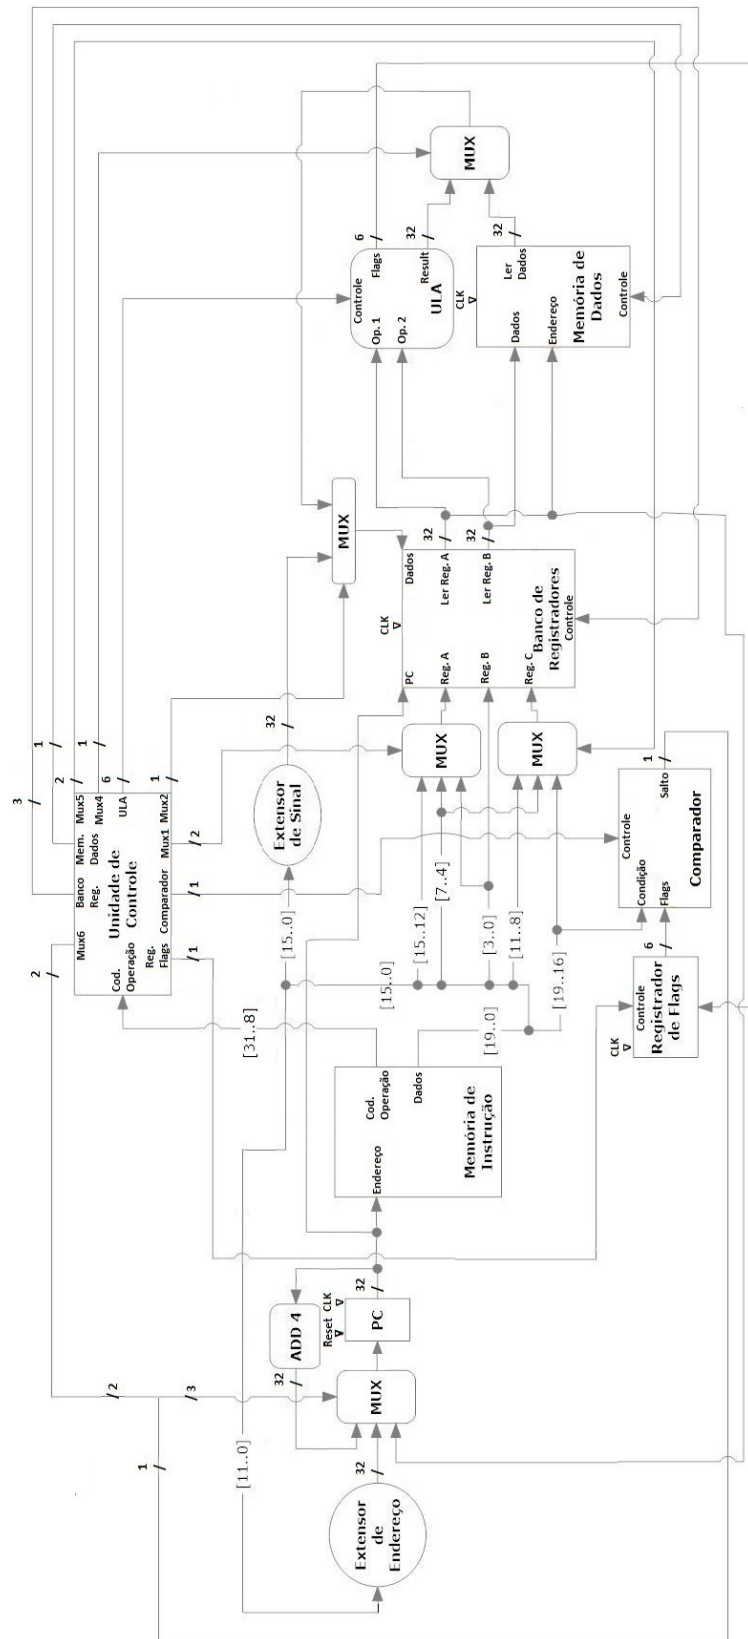 3
1
1
2
1
6
1
2
Mux6
Banco
Reg.
Mem.
Dados
Mux5
Mux4
ULA
Cod.
Operação
Unidade de
Controle
Reg.
Flags
Comparador
Mux1
Mux2
/1
/1
/2
/2
/3
1
[11..0]
Extensor
de
Endereço
32
MUX
32
ADD 4
Reset
CLK
PC
32
Endereço
Cod.
Operação
Dados
Memória de
Instrução
[31..8]
[15..0]
[15..0]
[19..0]
[15..12]
[7..4]
[3..0]
[11..8]
[19..16]
Extensor
de Sinal
32
MUX
MUX
MUX
CLK
PC
Dados
Reg. A
Ler Reg. A
Reg. B
Ler Reg. B
Reg. C
Banco de
Registradores
Controle
32
32
CLK
Controle
Registrador
de Flags
6
Condição
Controle
Flags
Salto
Comparador
1
Controle
Flags
Op. 1
Op. 2
Result
ULA
6
32
CLK
Dados
Ler
Dados
Endereço
Memória de
Dados
Controle
32
MUX